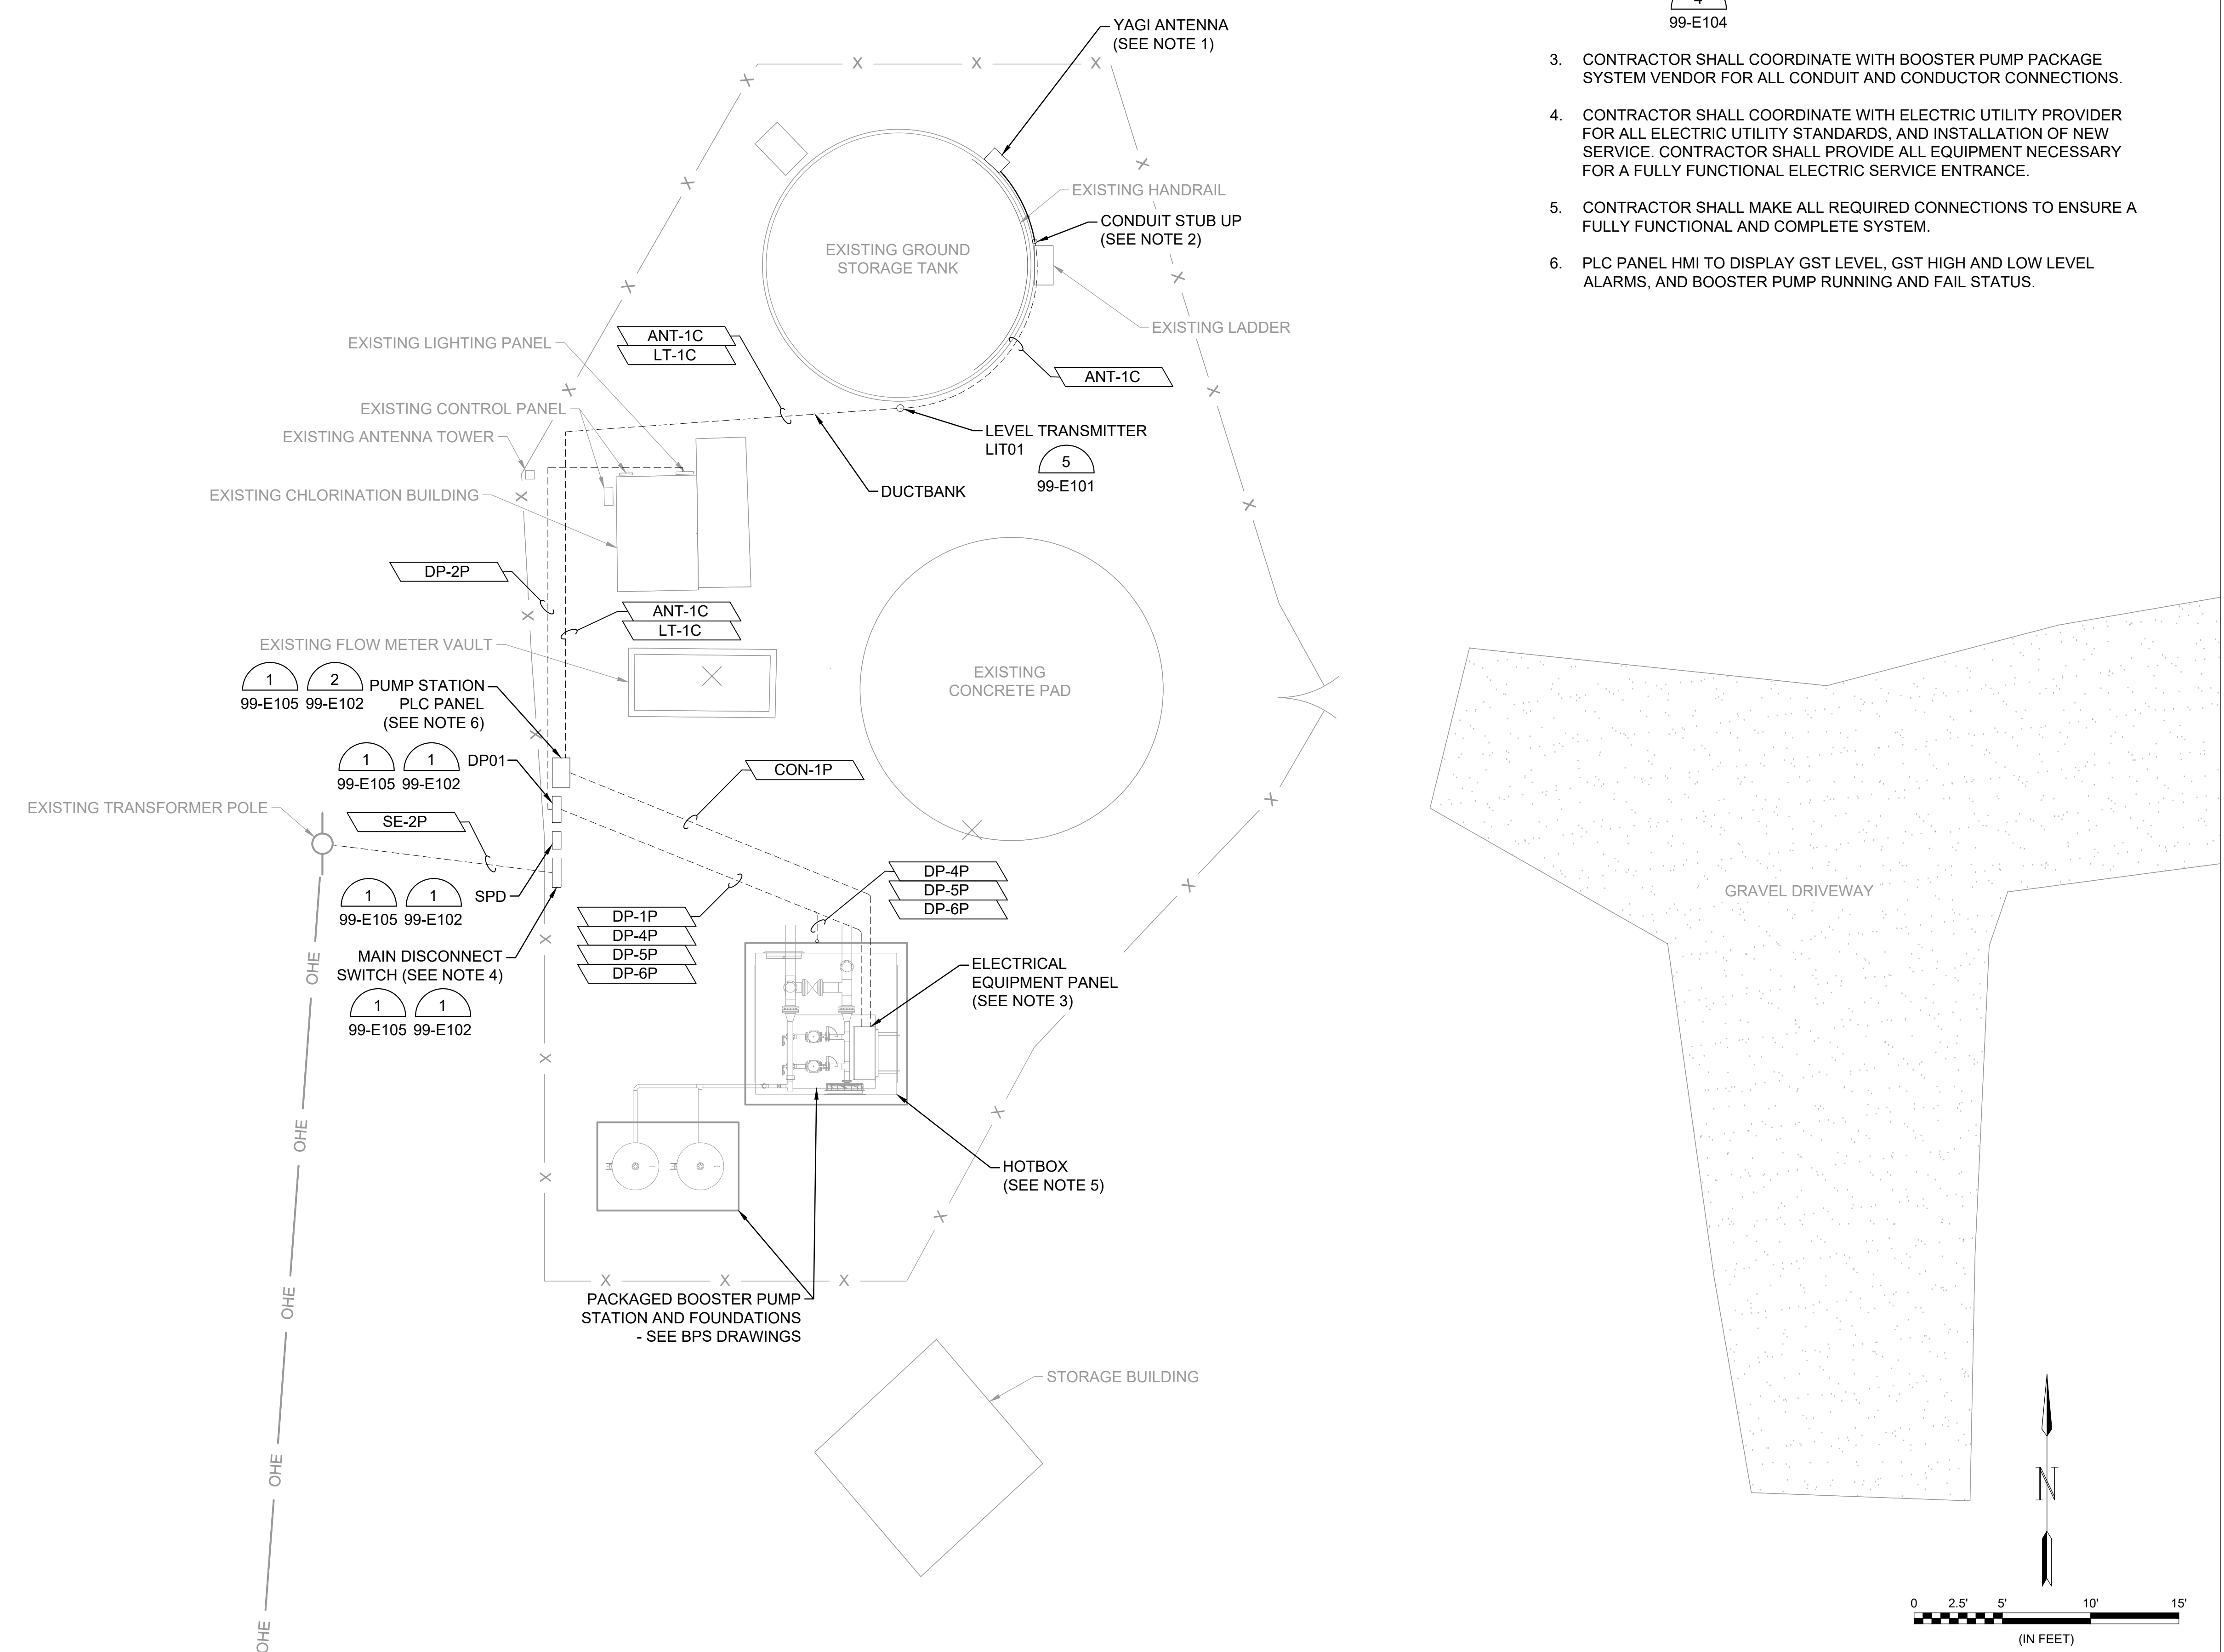 YAGI ANTENNA
(SEE NOTE 1)
4
99-E104
3. CONTRACTOR SHALL COORDINATE WITH BOOSTER PUMP PACKAGE
SYSTEM VENDOR FOR ALL CONDUIT AND CONDUCTOR CONNECTIONS.
4. CONTRACTOR SHALL COORDINATE WITH ELECTRIC UTILITY PROVIDER
FOR ALL ELECTRIC UTILITY STANDARDS, AND INSTALLATION OF NEW
SERVICE. CONTRACTOR SHALL PROVIDE ALL EQUIPMENT NECESSARY
FOR A FULLY FUNCTIONAL ELECTRIC SERVICE ENTRANCE.
5. CONTRACTOR SHALL MAKE ALL REQUIRED CONNECTIONS TO ENSURE A
FULLY FUNCTIONAL AND COMPLETE SYSTEM.
6. PLC PANEL HMI TO DISPLAY GST LEVEL, GST HIGH AND LOW LEVEL
ALARMS, AND BOOSTER PUMP RUNNING AND FAIL STATUS.
X X X
X X
X X
X X
X X
X X
X X
X X
X X
X X
X X
X X X
EXISTING HANDRAIL
CONDUIT STUB UP
(SEE NOTE 2)
EXISTING GROUND
STORAGE TANK
EXISTING LADDER
ANT-1C
LT-1C
EXISTING LIGHTING PANEL
ANT-1C
EXISTING CONTROL PANEL
EXISTING ANTENNA TOWER
LEVEL TRANSMITTER
LIT01
5
99-E101
DUCTBANK
EXISTING CHLORINATION BUILDING
DP-2P
ANT-1C
LT-1C
EXISTING FLOW METER VAULT
EXISTING
CONCRETE PAD
1 2
99-E105 99-E102
PUMP STATION
PLC PANEL
(SEE NOTE 6)
1 1
99-E105 99-E102
DP01
CON-1P
EXISTING TRANSFORMER POLE
SE-2P
1 1
99-E105 99-E102
SPD
DP-4P
DP-5P
DP-6P
DP-1P
DP-4P
DP-5P
DP-6P
GRAVEL DRIVEWAY
MAIN DISCONNECT
SWITCH (SEE NOTE 4)
1 1
99-E105 99-E102
ELECTRICAL
EQUIPMENT PANEL
(SEE NOTE 3)
OHE
OHE
OHE
OHE
OHE
HOTBOX
(SEE NOTE 5)
PACKAGED BOOSTER PUMP
STATION AND FOUNDATIONS
- SEE BPS DRAWINGS
STORAGE BUILDING
N
0 2.5' 5' 10' 15'
(IN FEET)